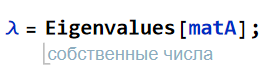 λ = Eigenvalues[matA];
собственные числа